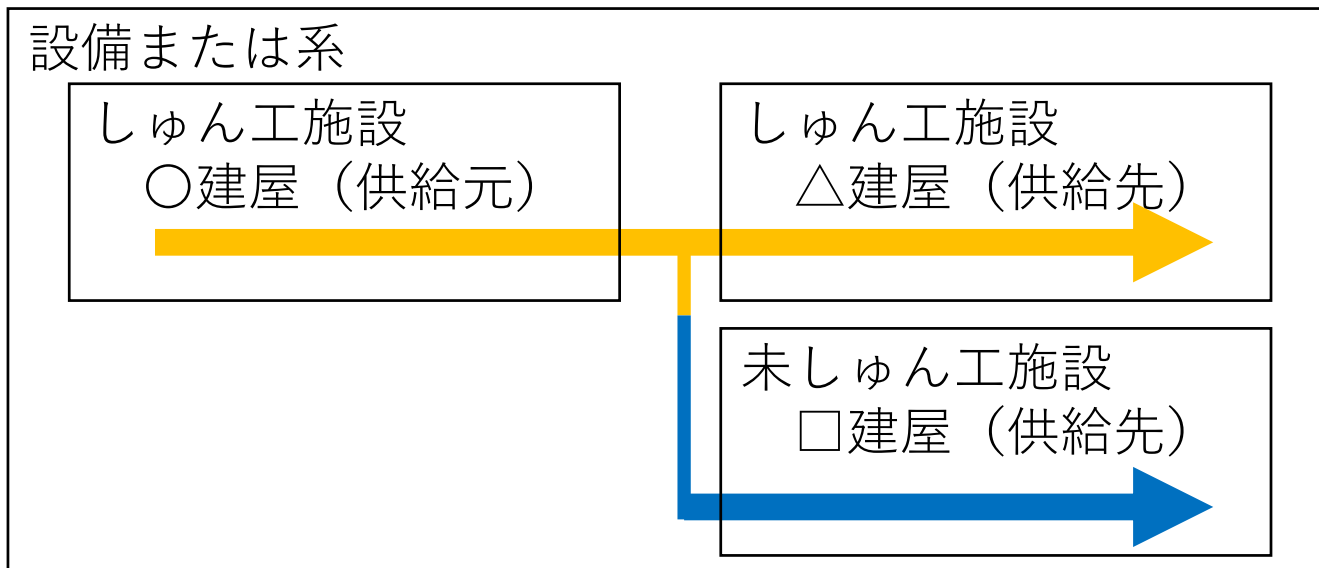 設備または系
しゅん工施設
〇建屋（供給元）
しゅん工施設
△建屋（供給先）
未しゅん工施設
□建屋（供給先）